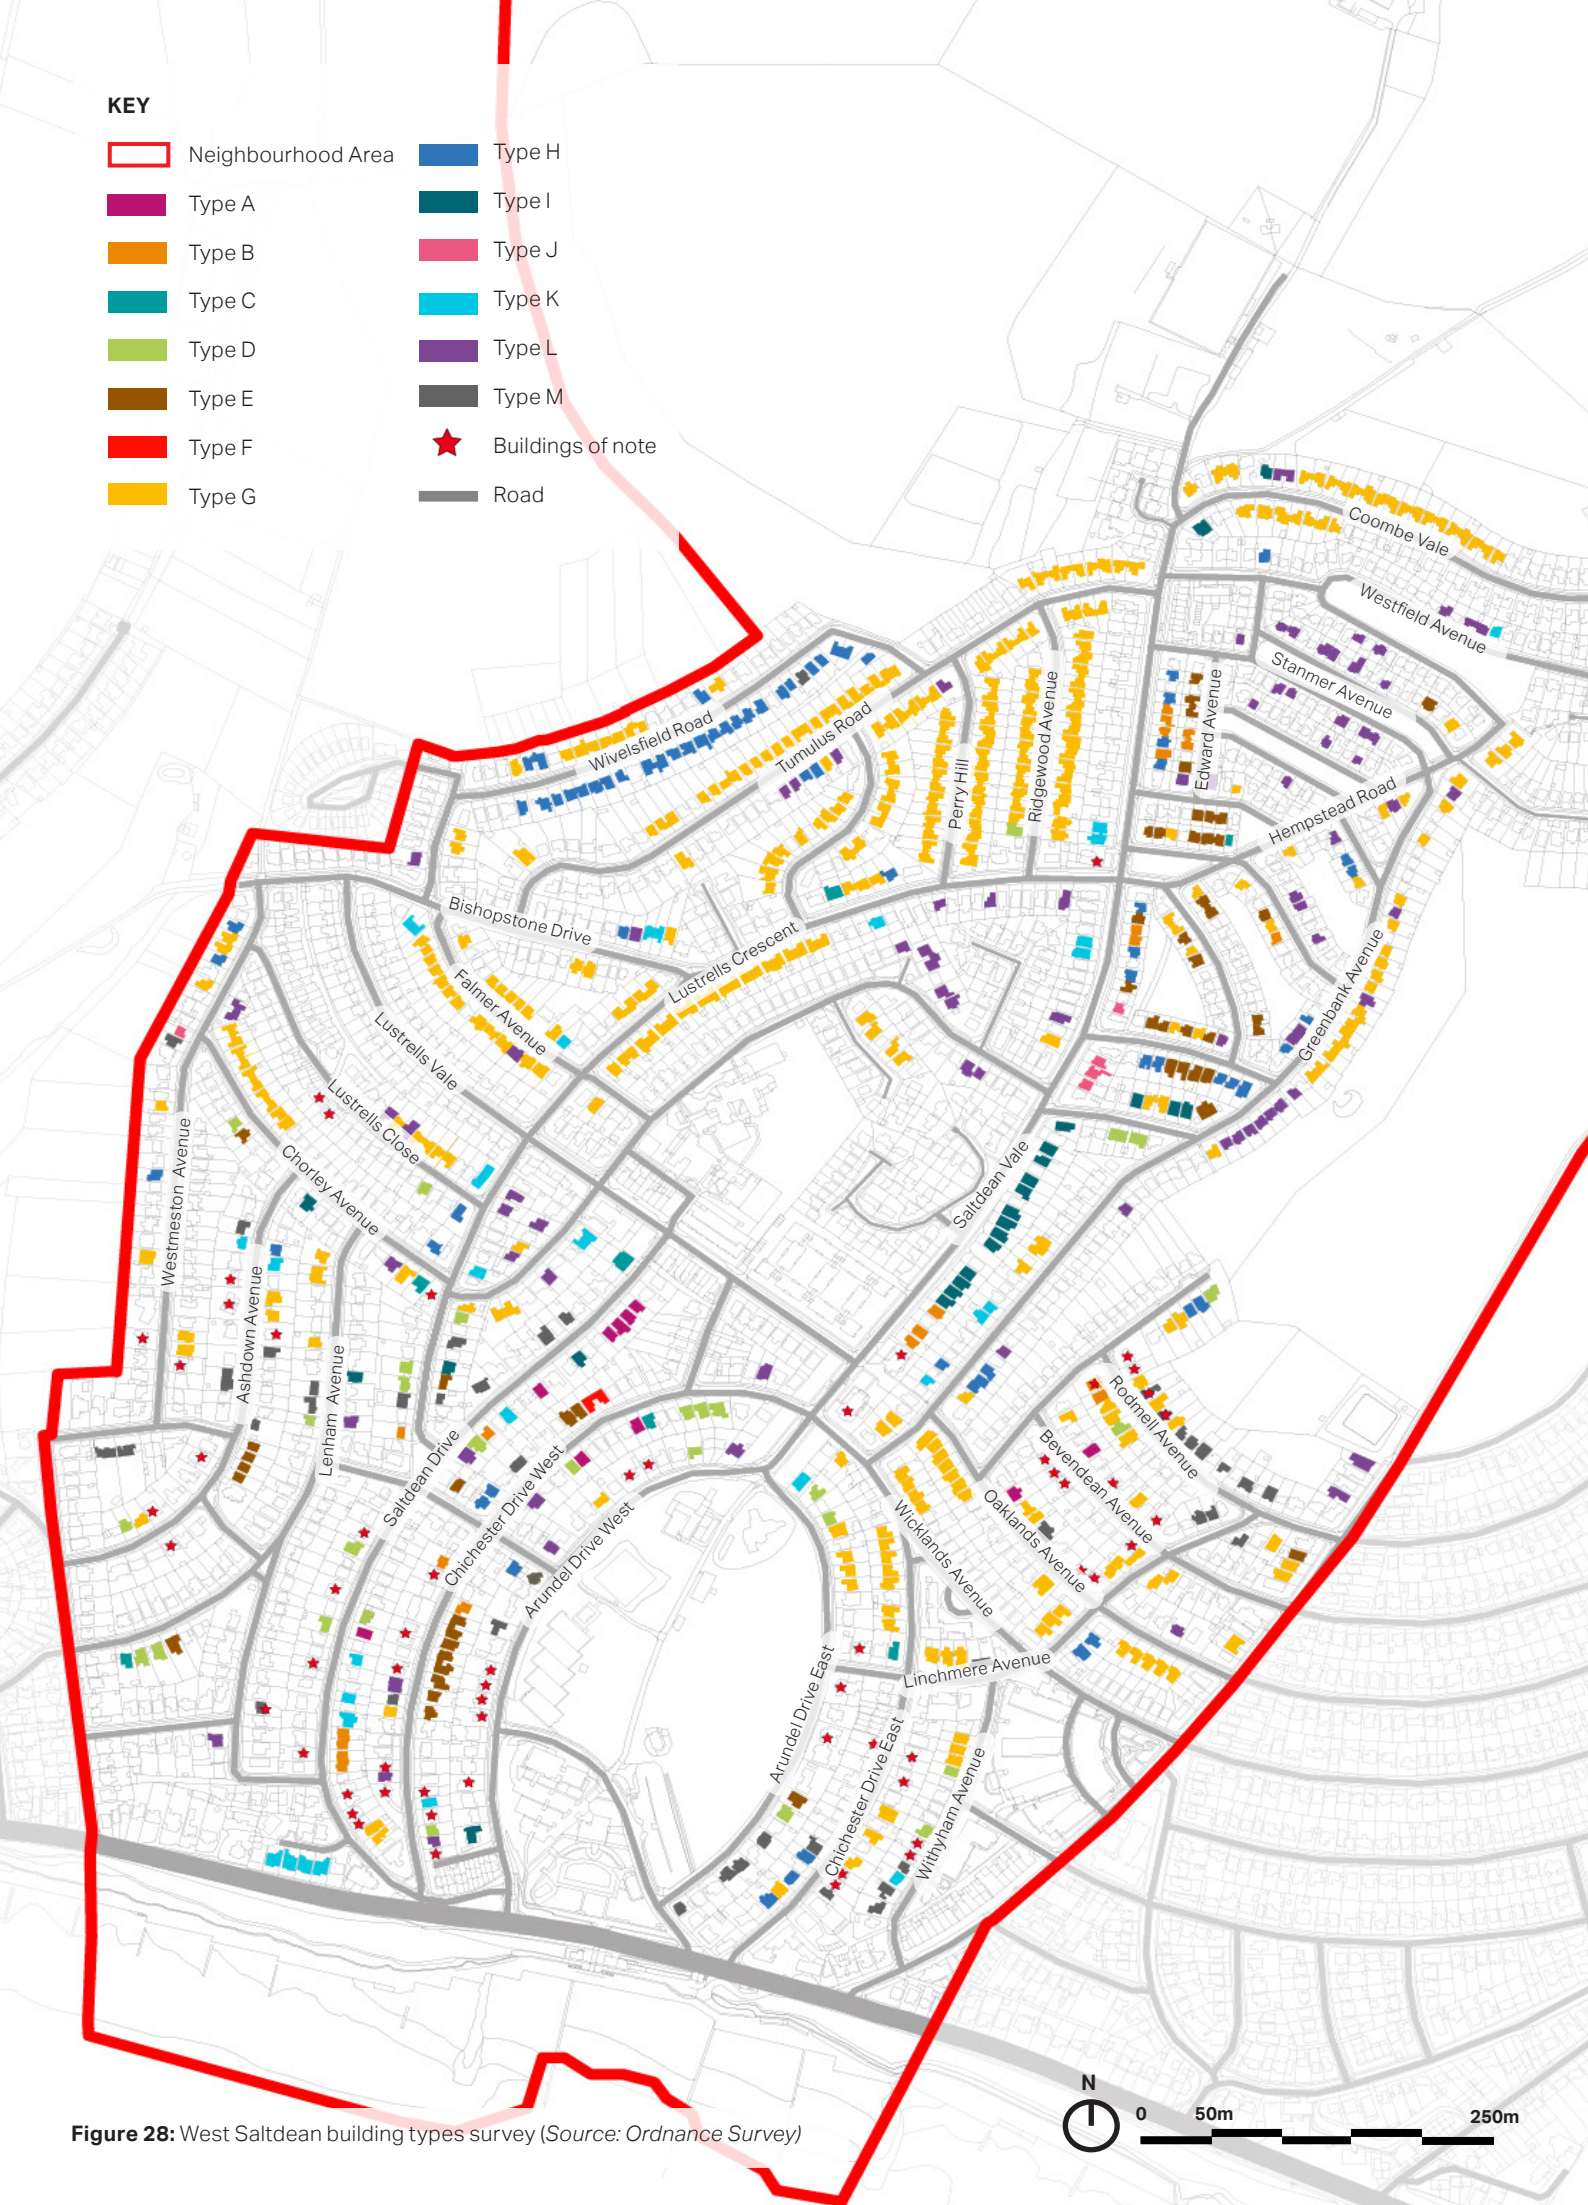 KEY
Neighbourhood Area
Type A
Type B
Type C
Type D
Type E
Type F
Type G
Type H
Type I
Type J
Type K
Type L
Type M
Buildings of note
Road
Coombe Vale
Westfield Avenue
Stanmer Avenue
Edward Avenue
Hempstead Road
Wivelsfield Road
Tumulus Road
Perry Hill
Ridgewood Avenue
Bishopstone Drive
Lustrells Crescent
Falmer Avenue
Greenbank Avenue
Lustrells Vale
Lustrells Close
Chorley Avenue
Westmeston Avenue
Saltdean Vale
Ashdown Avenue
Lenham Avenue
Saltdean Drive
Chichester Drive West
Arundel Drive West
Rodmell Avenue
Bevendean Avenue
Oaklands Avenue
Wicklands Avenue
Linchmere Avenue
Arundel Drive East
Chichester Drive East
Withyham Avenue
N
0 50m 250m
Figure 28: West Saltdean building types survey (Source: Ordnance Survey)